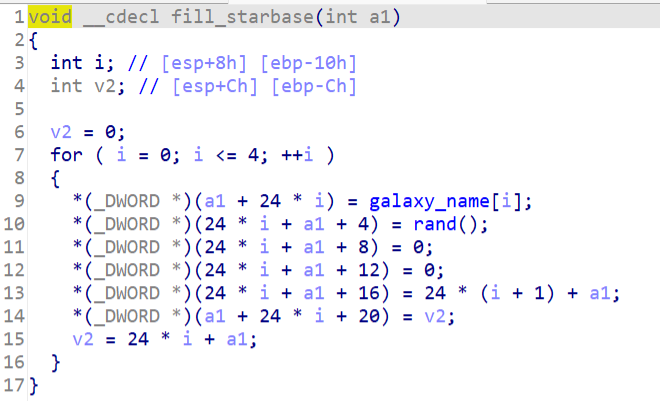 1 void __cdecl fill_starbase(int a1)
2 {
3   int i; // [esp+8h] [ebp-10h]
4   int v2; // [esp+Ch] [ebp-Ch]
5
6   v2 = 0;
7   for ( i = 0; i <= 4; ++i )
8   {
9     *(_DWORD *)(a1 + 24 * i) = galaxy_name[i];
10     *(_DWORD *)(24 * i + a1 + 4) = rand();
11     *(_DWORD *)(24 * i + a1 + 8) = 0;
12     *(_DWORD *)(24 * i + a1 + 12) = 0;
13     *(_DWORD *)(24 * i + a1 + 16) = 24 * (i + 1) + a1;
14     *(_DWORD *)(a1 + 24 * i + 20) = v2;
15     v2 = 24 * i + a1;
16   }
17 }